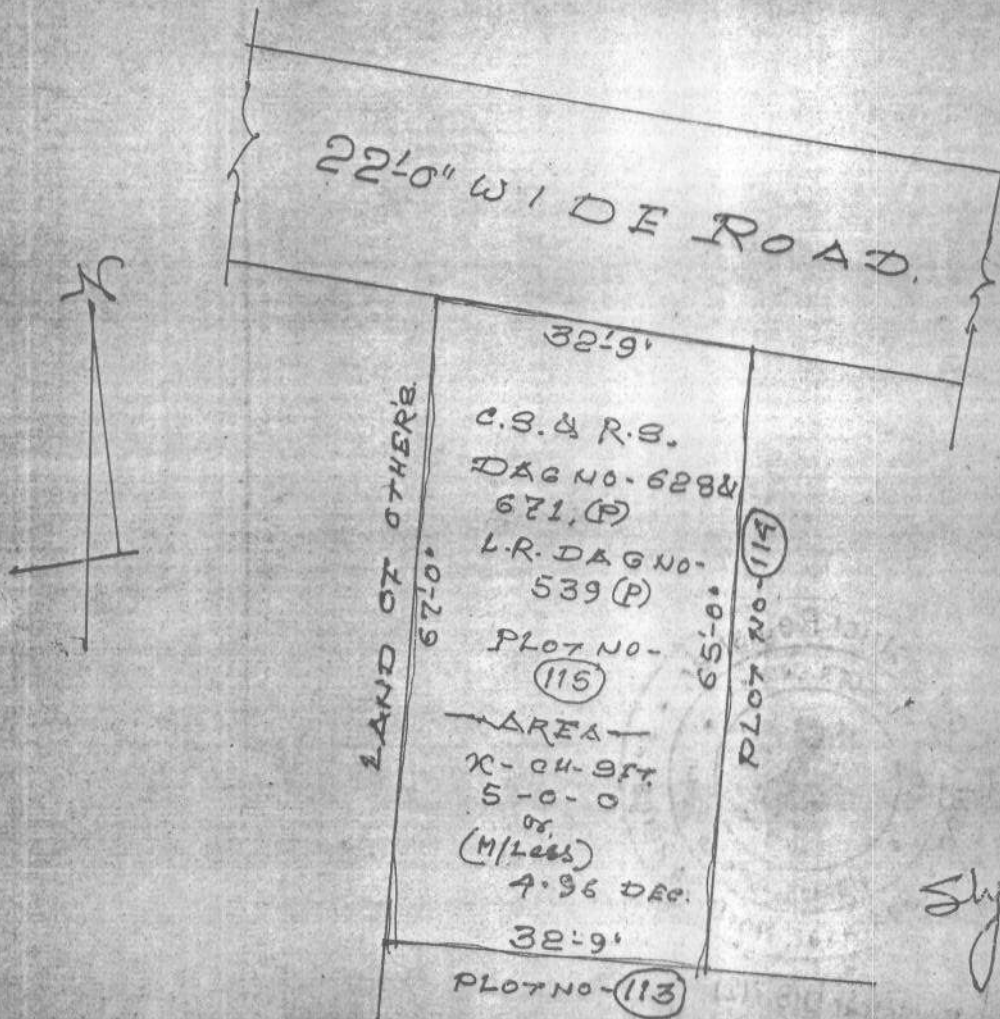 22'-0" WIDE ROAD.
N
32'-9"
C.S. & R.S.
DAG NO- 628 &
671, (P)
L.R. DAG NO-
539 (P)
PLOT NO-
115
AREA
K - CH - SFT.
5 - 0 - 0
or
(M/Less)
4.96 DEC.
32'-9"
LAND OF OTHER'S.
67'-0"
65'-0"
PLOT NO- 114
PLOT NO- 113